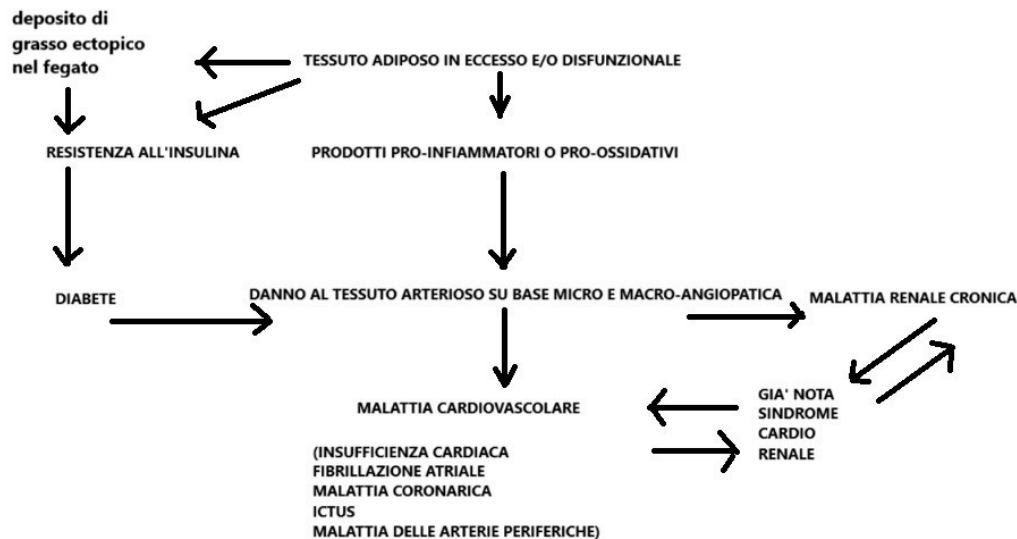 deposito di
grasso ectopico
nel fegato
TESSUTO ADIPOSO IN ECCESSO E/O DISFUNZIONALE
RESISTENZA ALL'INSULINA
PRODOTTI PRO-INFIAMMATORI O PRO-OSSIDATIVI
DIABETE
DANNO AL TESSUTO ARTERIOSO SU BASE MICRO E MACRO-ANGIOPATICA
MALATTIA RENALE CRONICA
MALATTIA CARDIOVASCOLARE
(INSUFFICIENZA CARDIACA
FIBRILLAZIONE ATRIALE
MALATTIA CORONARICA
ICTUS
MALATTIA DELLE ARTERIE PERIFERICHE)
GIA' NOTA
SINDROME
CARDIO
RENALE